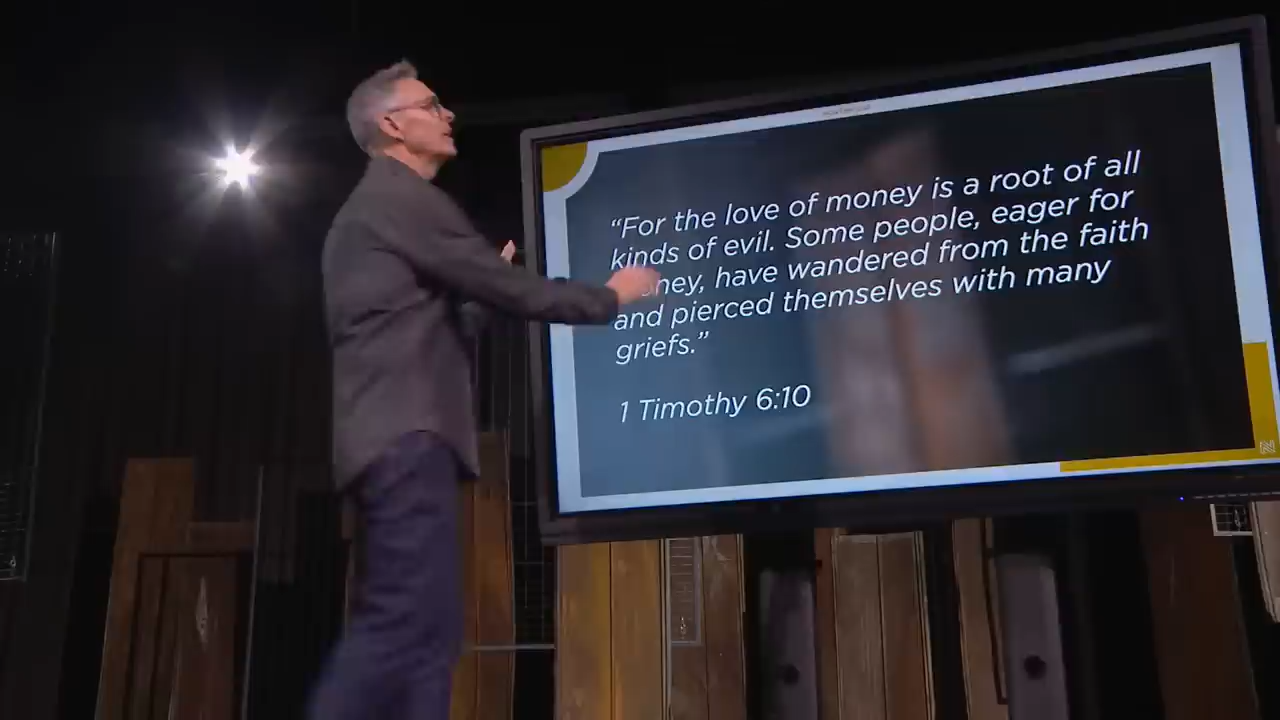 “For the love of money is a root of all
kinds of evil. Some people, eager for
money, have wandered from the faith
and pierced themselves with many
griefs.”
1 Timothy 6:10